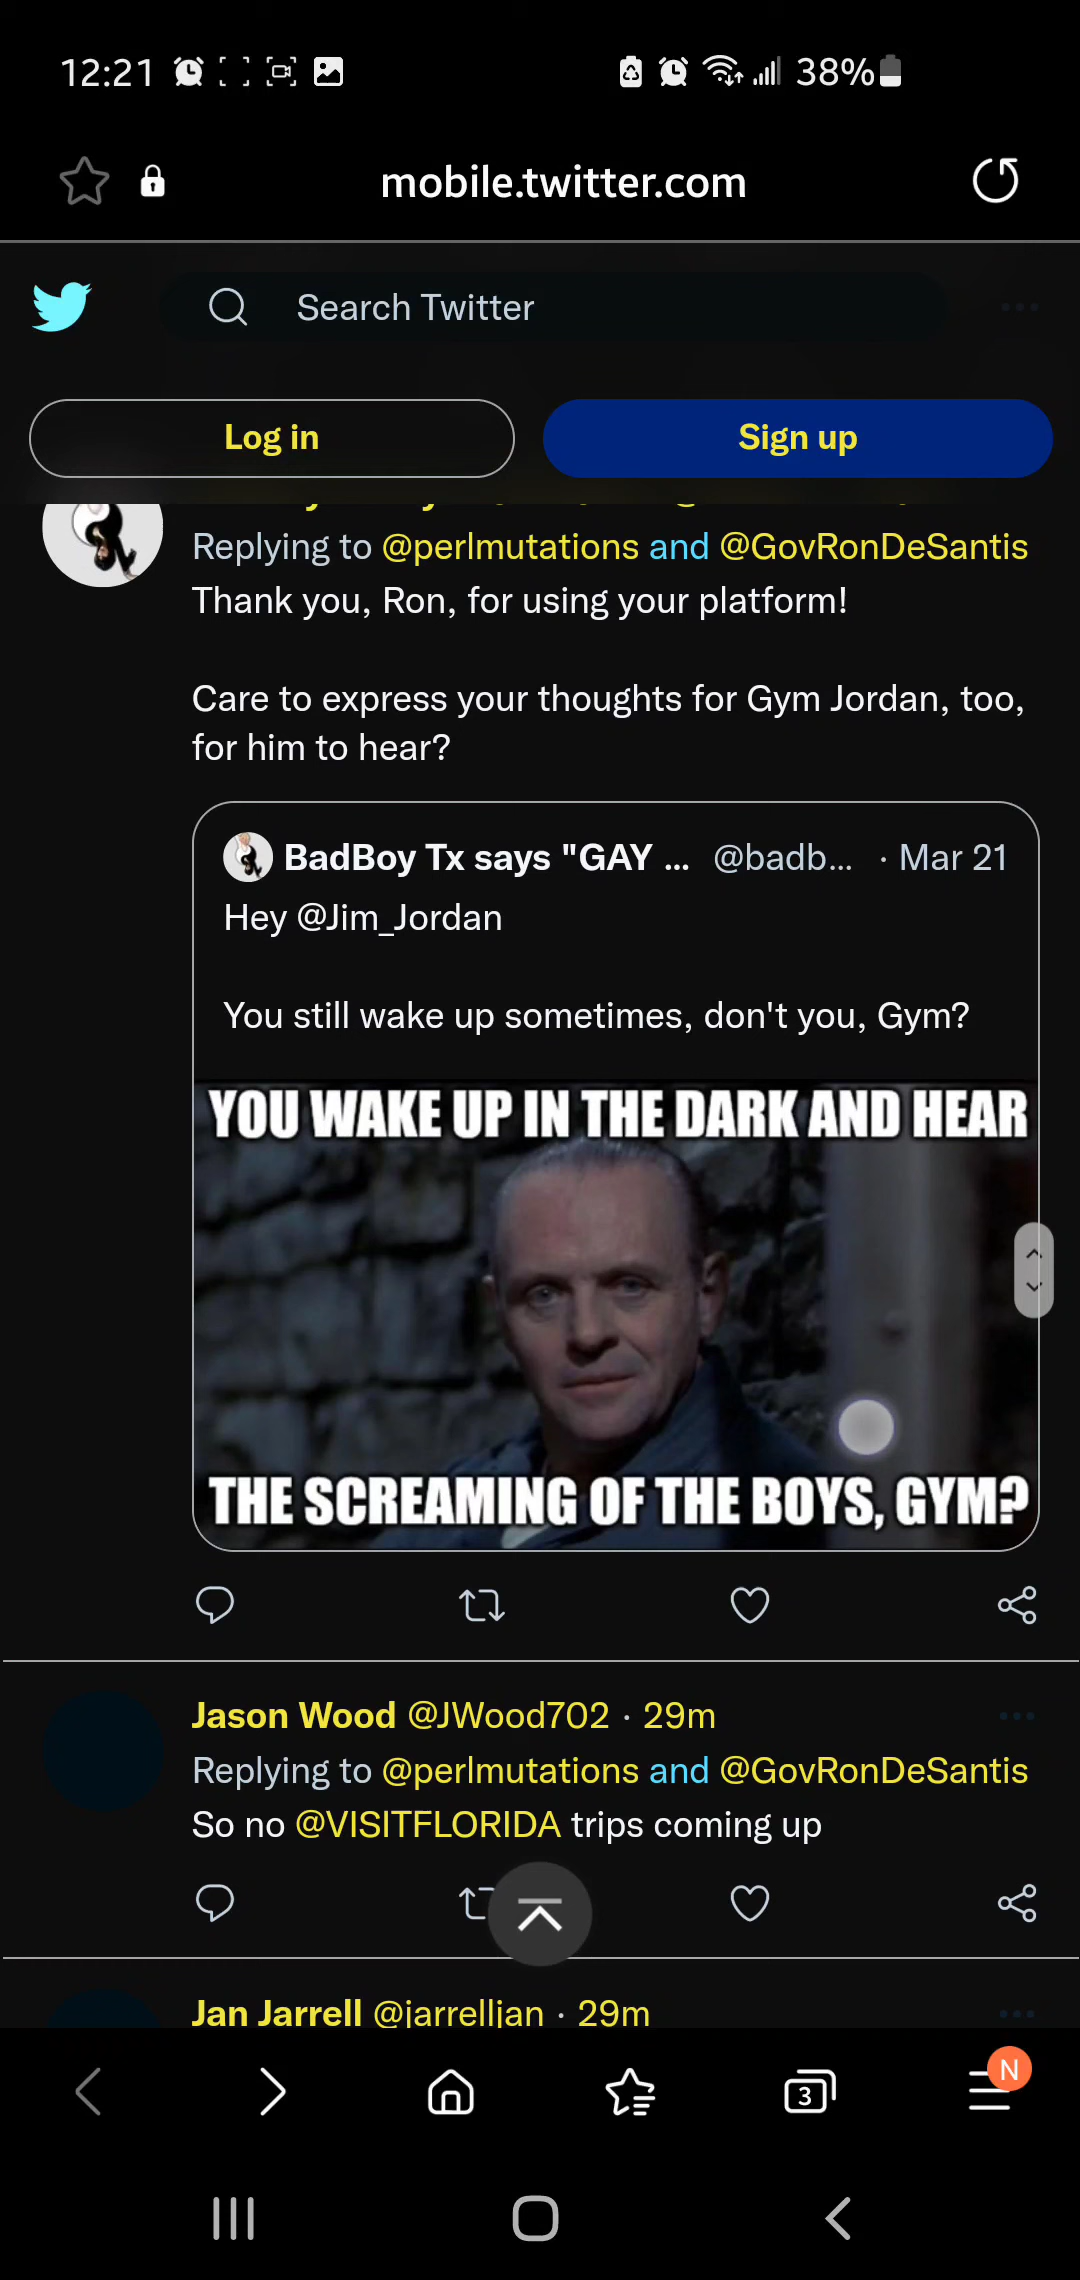 12:21
38%
mobile.twitter.com
Search Twitter
Log in
Sign up
Replying to @perlmutations and @GovRonDeSantis
Thank you, Ron, for using your platform!
Care to express your thoughts for Gym Jordan, too,
for him to hear?
BadBoy Tx says "GAY ... @badb... · Mar 21
Hey @Jim_Jordan
You still wake up sometimes, don't you, Gym?
YOU WAKE UP IN THE DARK AND HEAR
THE SCREAMING OF THE BOYS, GYM?
Jason Wood @JWood702 · 29m
Replying to @perlmutations and @GovRonDeSantis
So no @VISITFLORIDA trips coming up
Jan Jarrell @jarrelljan · 29m
3
N